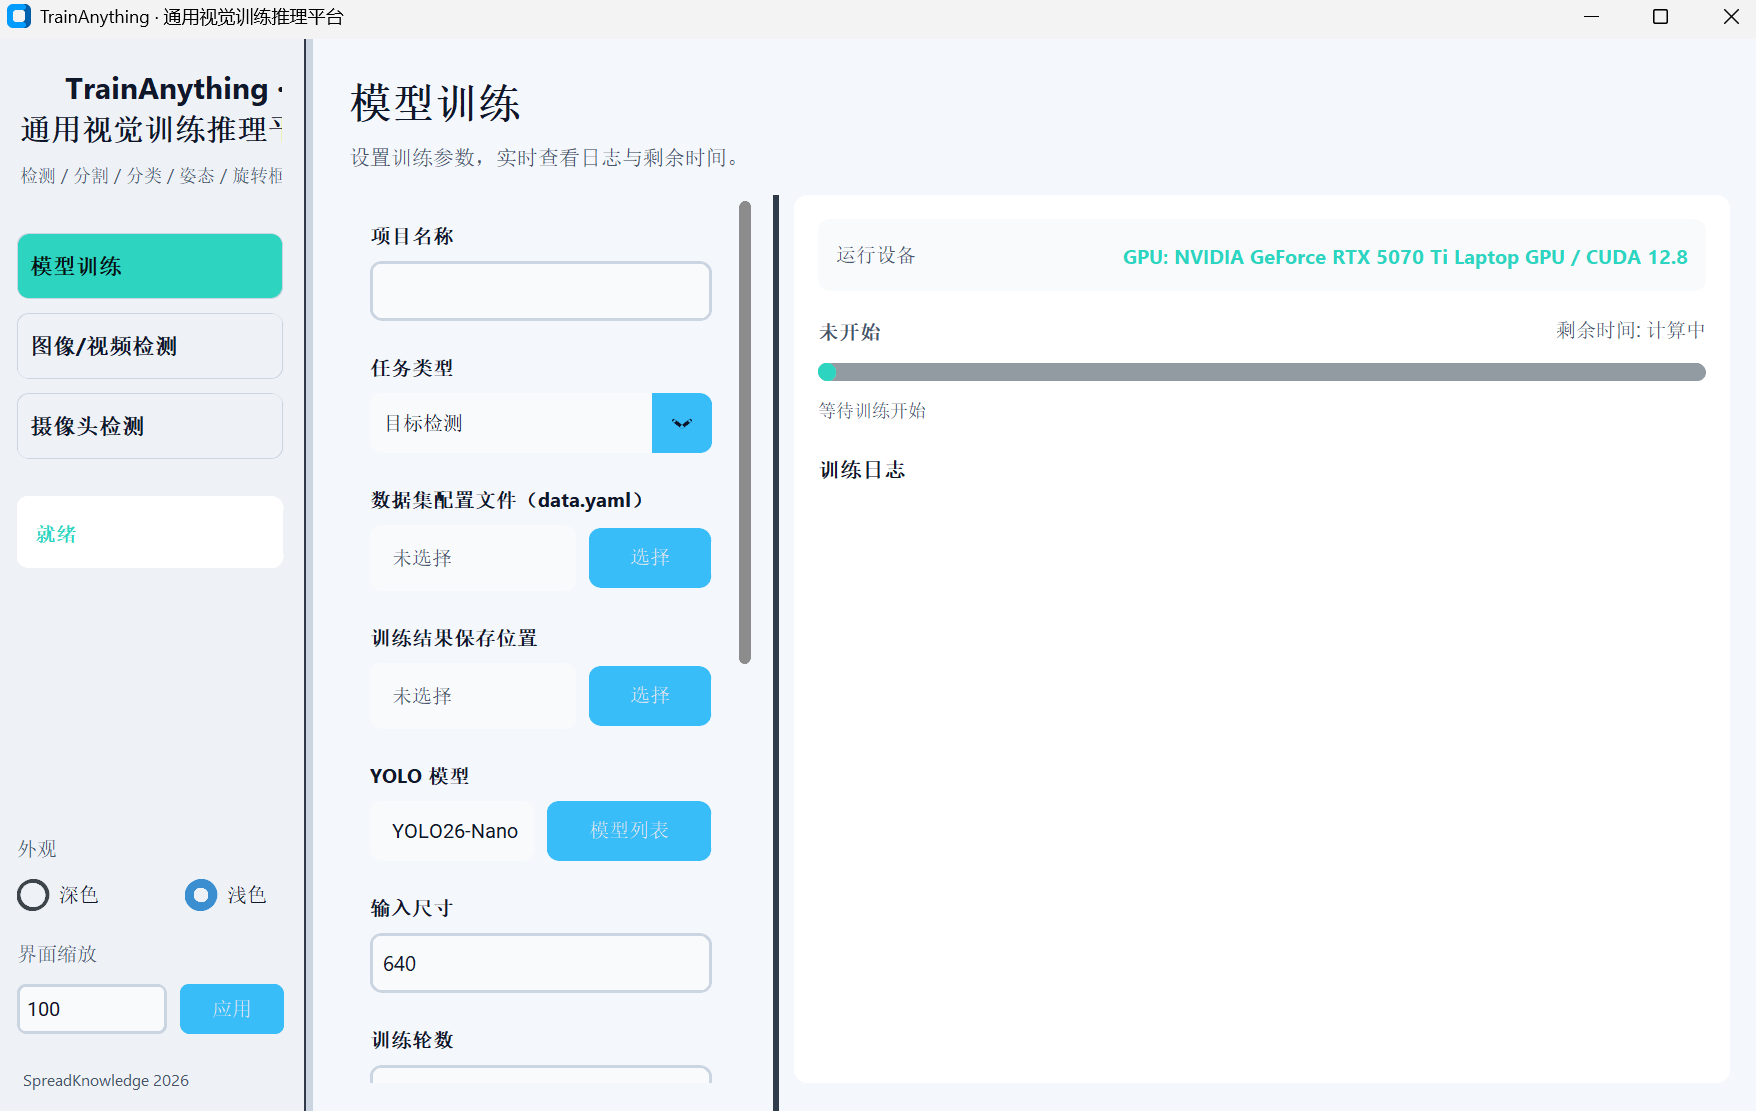 TrainAnything · 通用视觉训练推理平台
TrainAnything ·
通用视觉训练推理
检测 / 分割 / 分类 / 姿态 / 旋转框
模型训练
图像/视频检测
摄像头检测
就绪
外观
深色
浅色
界面缩放
100
应用
SpreadKnowledge 2026
模型训练
设置训练参数，实时查看日志与剩余时间。
项目名称
任务类型
目标检测
数据集配置文件（data.yaml）
未选择
选择
训练结果保存位置
未选择
选择
YOLO 模型
YOLO26-Nano
模型列表
输入尺寸
640
训练轮数
运行设备
GPU: NVIDIA GeForce RTX 5070 Ti Laptop GPU / CUDA 12.8
未开始
剩余时间: 计算中
等待训练开始
训练日志